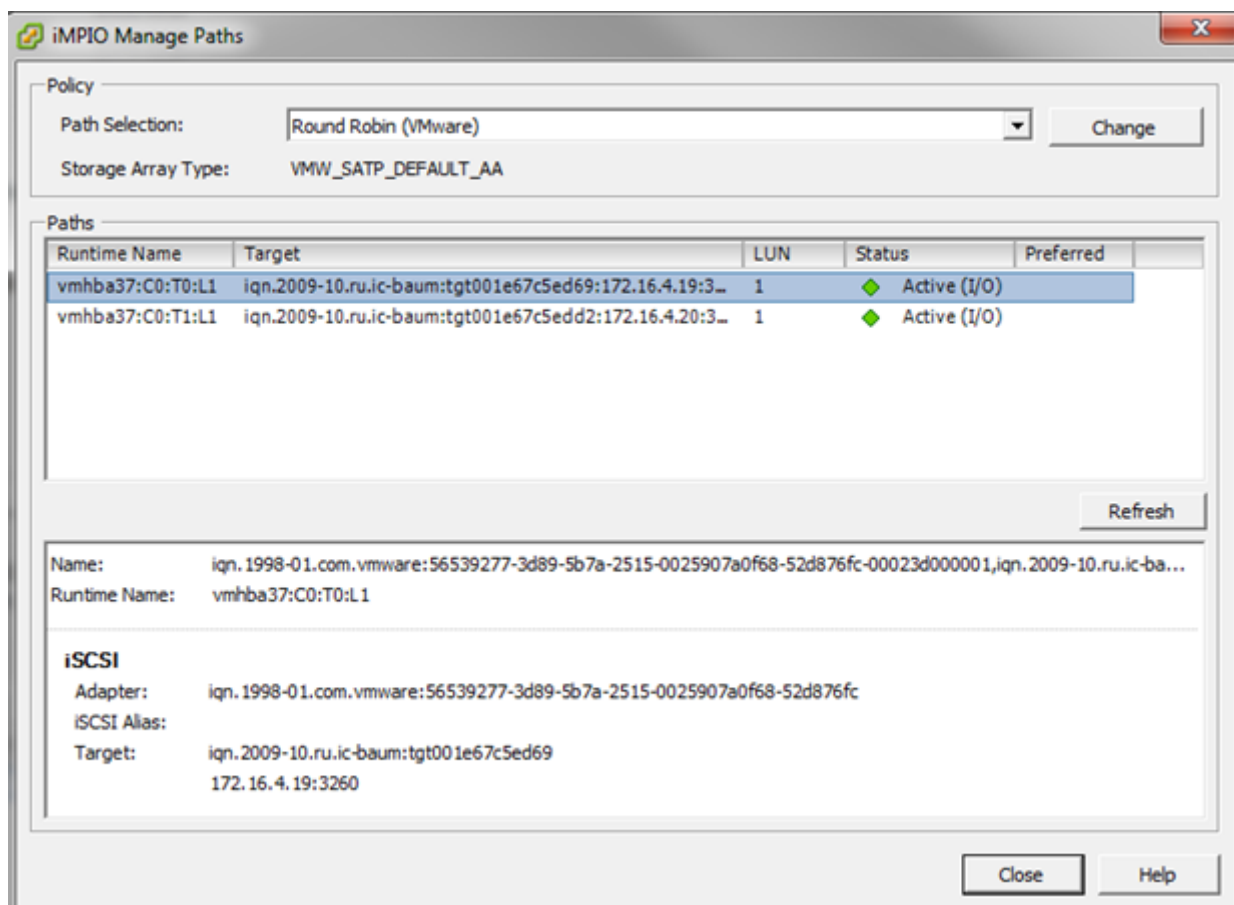 iMPIO Manage Paths
Policy
Path Selection: Round Robin (VMware) Change
Storage Array Type: VMW_SATP_DEFAULT_AA
Paths
Runtime Name Target LUN Status Preferred
vmhba37:C0:T0:L1 iqn.2009-10.ru.ic-baum:tgt001e67c5ed69:172.16.4.19:3... 1 Active (I/O)
vmhba37:C0:T1:L1 iqn.2009-10.ru.ic-baum:tgt001e67c5edd2:172.16.4.20:3... 1 Active (I/O)
Refresh
Name: iqn.1998-01.com.vmware:56539277-3d89-5b7a-2515-0025907a0f68-52d876fc-00023d000001,iqn.2009-10.ru.ic-ba...
Runtime Name: vmhba37:C0:T0:L1
iSCSI
Adapter: iqn.1998-01.com.vmware:56539277-3d89-5b7a-2515-0025907a0f68-52d876fc
iSCSI Alias:
Target: iqn.2009-10.ru.ic-baum:tgt001e67c5ed69
172.16.4.19:3260
Close Help